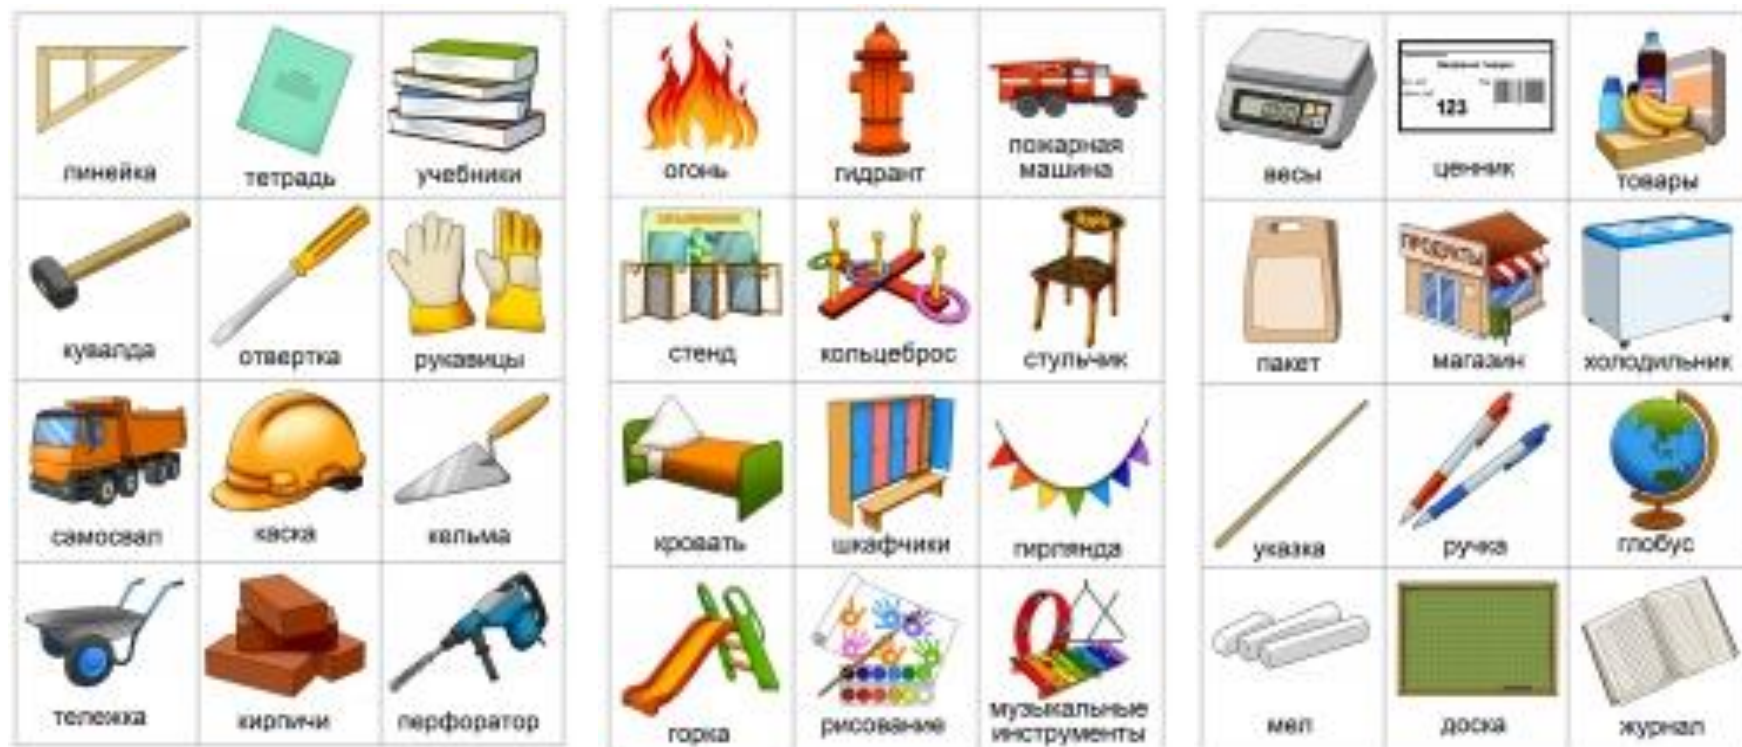 линейка
тетрадь
учебники
кувалда
отвертка
рукавицы
самосвал
каска
кельма
тележка
кирпичи
перфоратор
огонь
гидрант
пожарная
машина
стенд
кольцеброс
стульчик
кровать
шкафчики
гирлянда
горка
рисование
музыкальные
инструменты
весы
123
ценник
товары
пакет
ПРОДУКТЫ
магазин
холодильник
указка
ручка
глобус
мел
доска
журнал